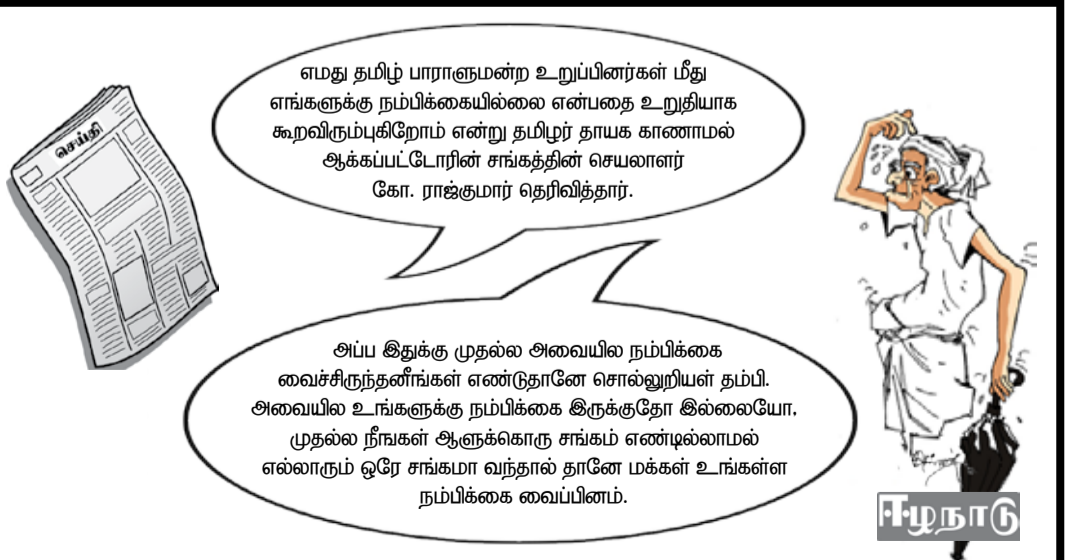 செய்தி
எமது தமிழ் பாராளுமன்ற உறுப்பினர்கள் மீது
எங்களுக்கு நம்பிக்கையில்லை என்பதை உறுதியாக
கூறவிரும்புகிறோம் என்று தமிழர் தாயக காணாமல்
ஆக்கப்பட்டோரின் சங்கத்தின் செயலாளர்
கோ. ராஜ்குமார் தெரிவித்தார்.
அப்ப இதுக்கு முதல்ல அவையில நம்பிக்கை
வைச்சிருந்தனீங்கள் எண்டுதானே சொல்லுறியள் தம்பி.
அவையில உங்களுக்கு நம்பிக்கை இருக்குதோ இல்லையோ,
முதல்ல நீங்கள் ஆளுக்கொரு சங்கம் எண்டில்லாமல்
எல்லாரும் ஒரே சங்கமா வந்தால் தானே மக்கள் உங்கள்ள
நம்பிக்கை வைப்பினம்.
ஈழநாடு